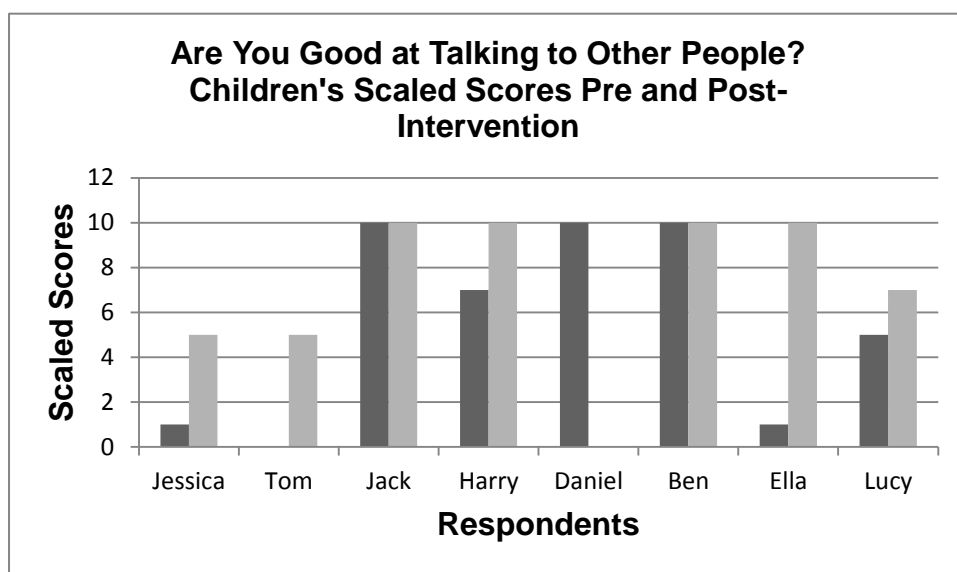 Are You Good at Talking to Other People?
Children's Scaled Scores Pre and Post-
Intervention
12
10
8
6
4
2
0
Scaled Scores
Jessica Tom Jack Harry Daniel Ben Ella Lucy
Respondents